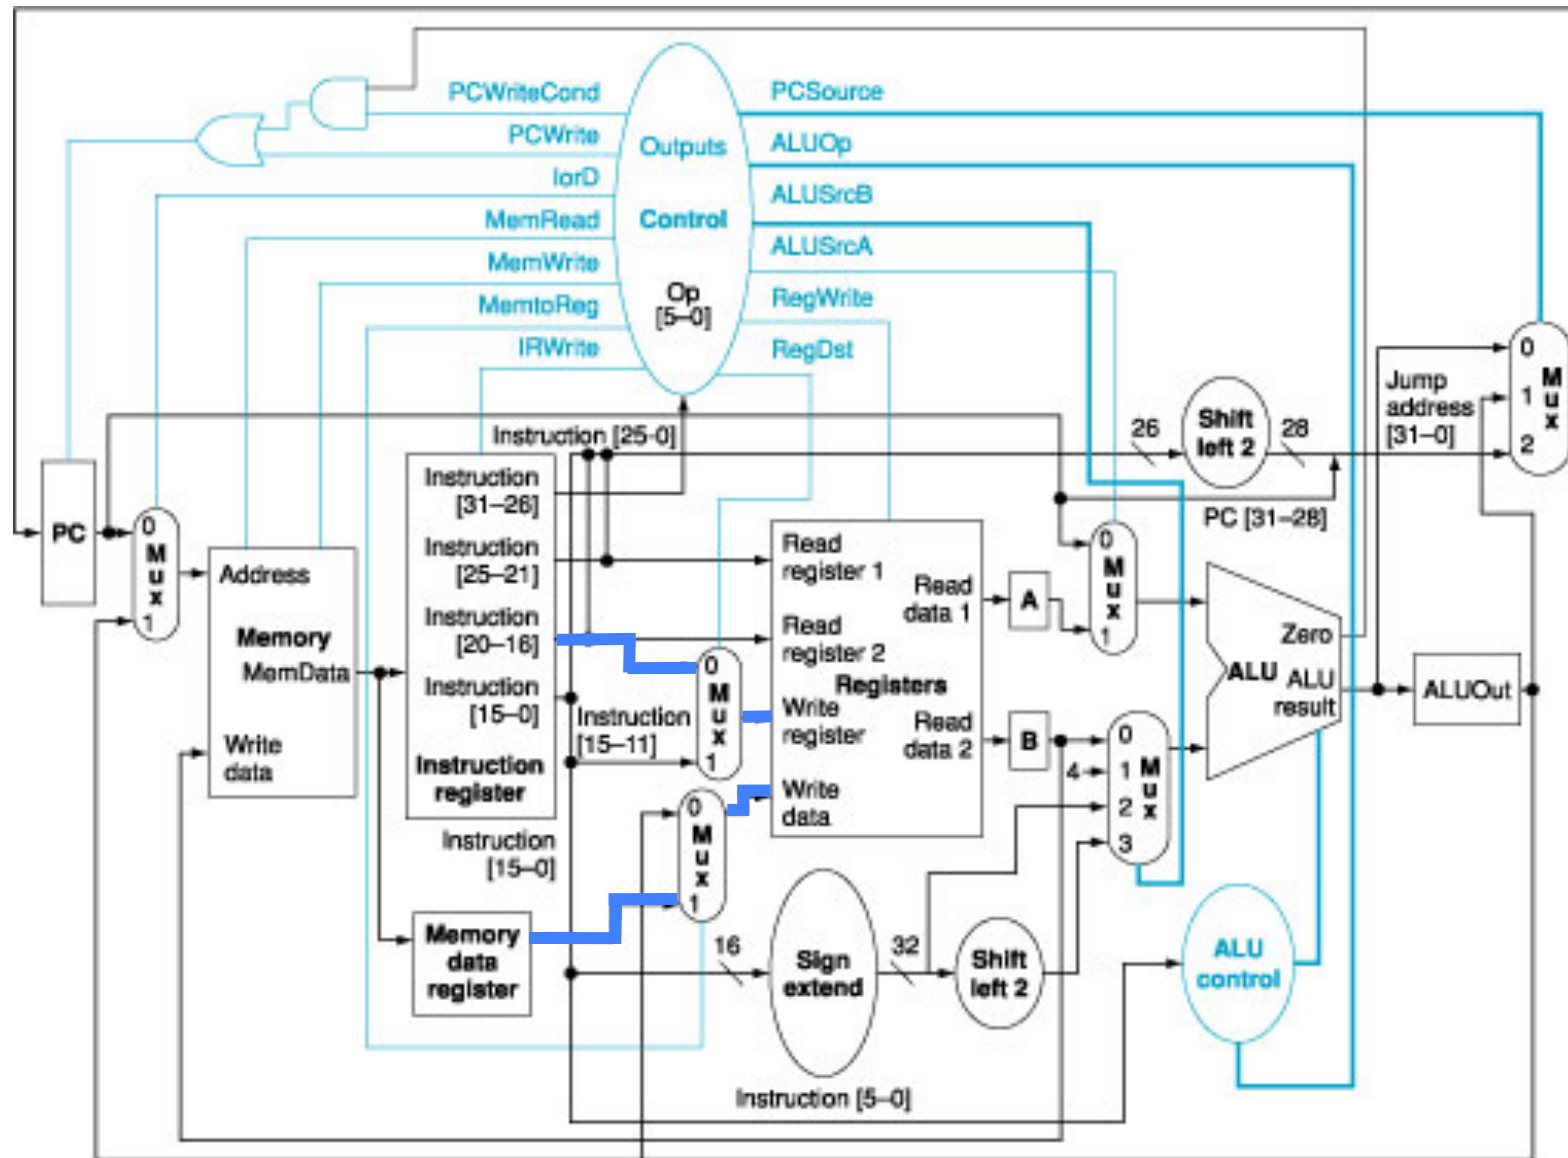 PCWriteCond
PCWrite
IorD
MemRead
MemWrite
MemtoReg
IRWrite
Outputs
Control
Op
[5–0]
PCSource
ALUOp
ALUSrcB
ALUSrcA
RegWrite
RegDst
PC
0
M
u
x
1
Address
Memory
MemData
Write
data
Instruction [25-0]
Instruction
[31–26]
Instruction
[25–21]
Instruction
[20–16]
Instruction
[15–0]
Instruction
register
Instruction
[15–0]
Memory
data
register
Instruction
[15–11]
0
M
u
x
1
0
M
u
x
1
Read
register 1
Read
register 2
Registers
Write
register
Write
data
Read
data 1
Read
data 2
A
B
16
Sign
extend
32
Shift
left 2
Instruction [5–0]
0
M
u
x
1
4
0
1
2
3
M
u
x
26
Shift
left 2
28
PC [31–28]
Jump
address
[31–0]
0
1
2
M
u
x
Zero
ALU
ALU
result
ALUOut
ALU
control